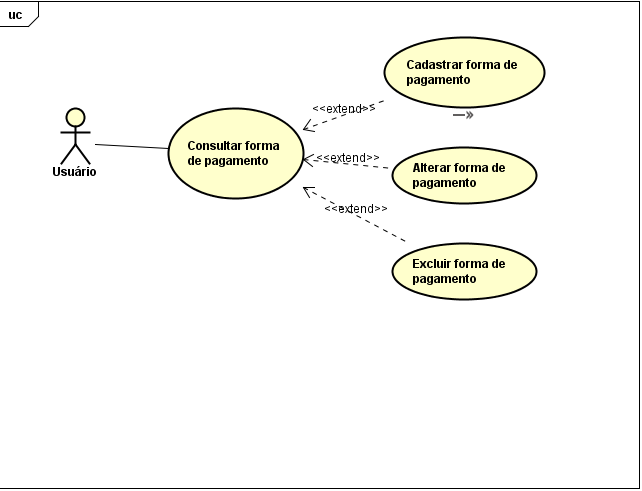 uc
Cadastrar forma de
pagamento
<<extend>>
Consultar forma
de pagamento
Usuário
<<extend>>
Alterar forma de
pagamento
<<extend>>
Excluir forma de
pagamento